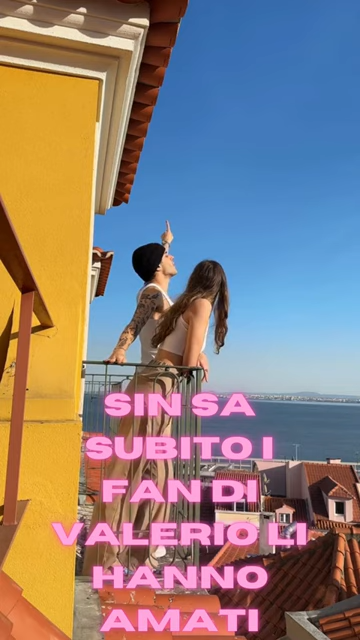 SIN SA
SUBITO I
FAN DI
VALERIO LI
HANNO
AMATI